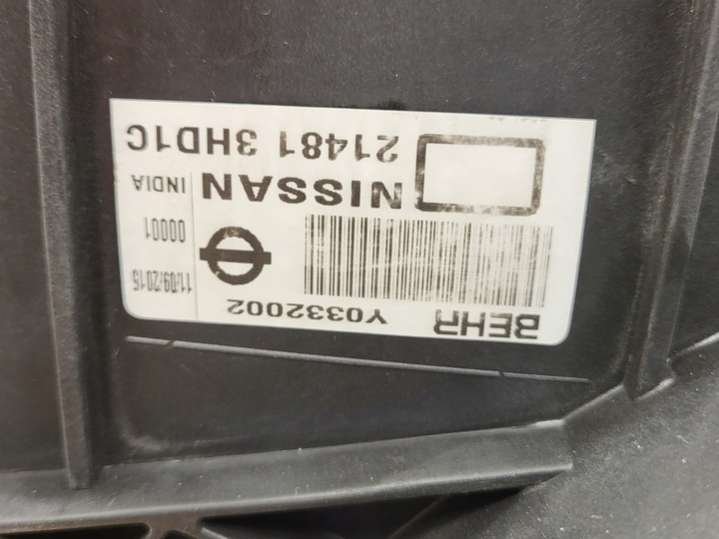 BEHR Y0332002
11/09/2015
00001
NISSAN INDIA
21481 3HD1C